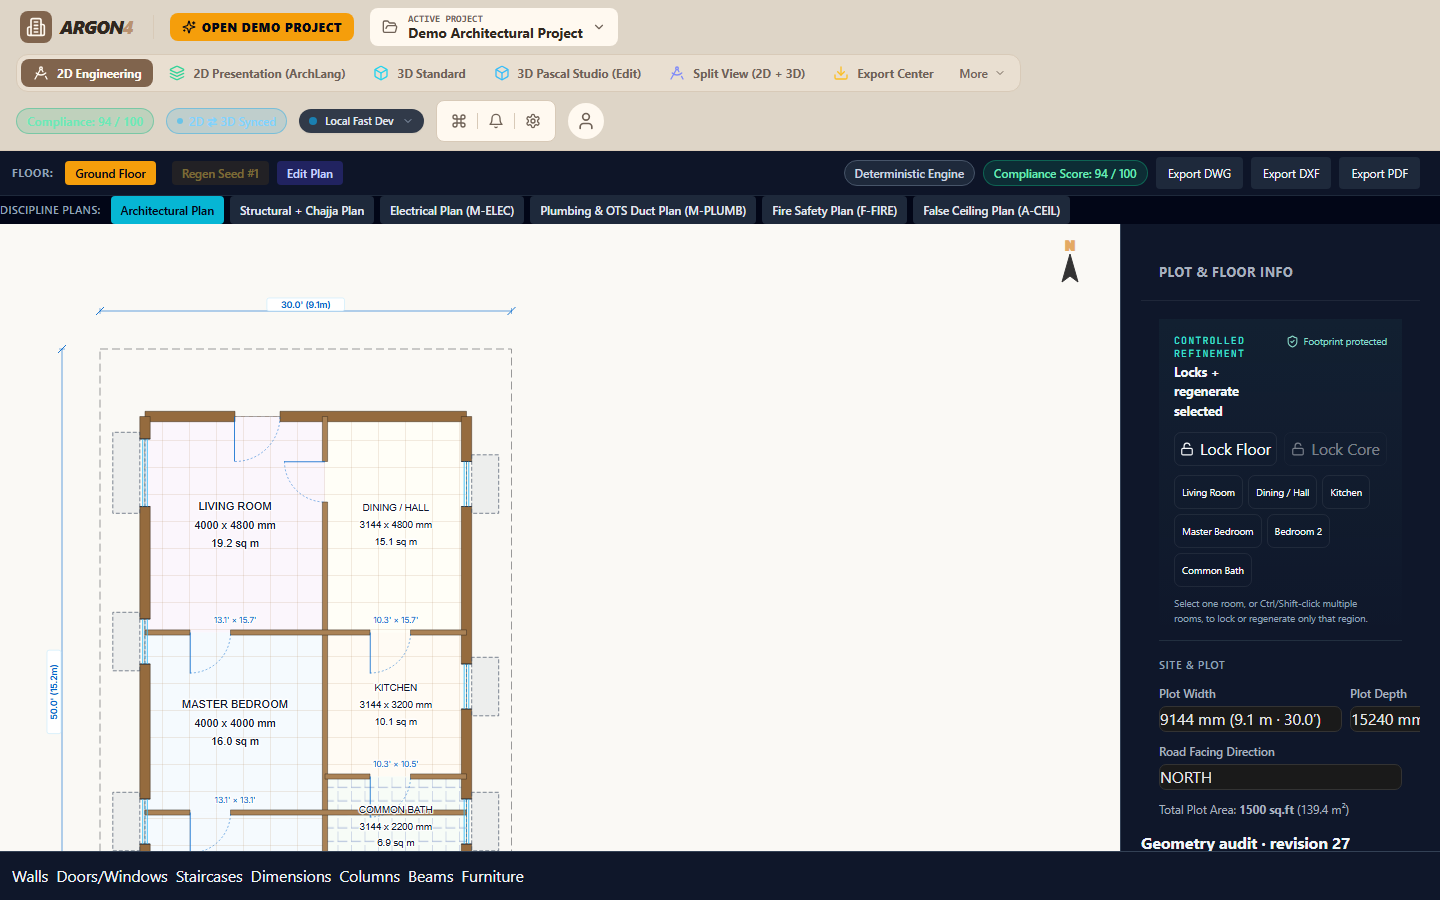 ARGON4
OPEN DEMO PROJECT
ACTIVE PROJECT
Demo Architectural Project
2D Engineering
2D Presentation (ArchLang)
3D Standard
3D Pascal Studio (Edit)
Split View (2D + 3D)
Export Center
More
Compliance: 94 / 100
2D ⇄ 3D Synced
Local Fast Dev
FLOOR:
Ground Floor
Regen Seed #1
Edit Plan
Deterministic Engine
Compliance Score: 94 / 100
Export DWG
Export DXF
Export PDF
DISCIPLINE PLANS:
Architectural Plan
Structural + Chajja Plan
Electrical Plan (M-ELEC)
Plumbing & OTS Duct Plan (M-PLUMB)
Fire Safety Plan (F-FIRE)
False Ceiling Plan (A-CEIL)
N
30.0' (9.1m)
50.0' (15.2m)
LIVING ROOM
4000 x 4800 mm
19.2 sq m
13.1' × 15.7'
DINING / HALL
3144 x 4800 mm
15.1 sq m
10.3' × 15.7'
MASTER BEDROOM
4000 x 4000 mm
16.0 sq m
13.1' × 13.1'
KITCHEN
3144 x 3200 mm
10.1 sq m
10.3' × 10.5'
COMMON BATH
3144 x 2200 mm
6.9 sq m
PLOT & FLOOR INFO
CONTROLLED
REFINEMENT
Footprint protected
Locks +
regenerate
selected
Lock Floor
Lock Core
Living Room
Dining / Hall
Kitchen
Master Bedroom
Bedroom 2
Common Bath
Select one room, or Ctrl/Shift-click multiple
rooms, to lock or regenerate only that region.
SITE & PLOT
Plot Width
Plot Depth
9144 mm (9.1 m · 30.0')
15240 mm
Road Facing Direction
NORTH
Total Plot Area: 1500 sq.ft (139.4 m²)
Geometry audit · revision 27
Walls Doors/Windows Staircases Dimensions Columns Beams Furniture